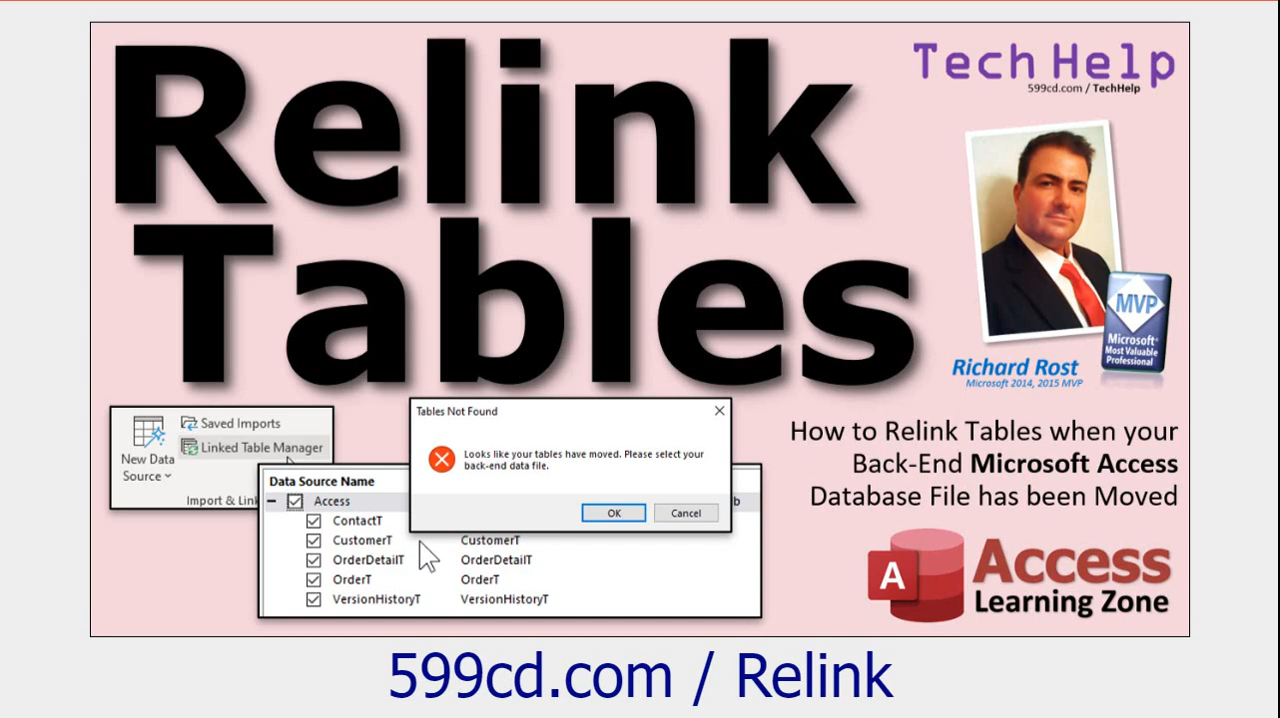 Relink
Tables
Tech Help
599cd.com / TechHelp
MVP
Microsoft®
Most Valuable
Professional
Richard Rost
Microsoft 2014, 2015 MVP
How to Relink Tables when your
Back-End Microsoft Access
Database File has been Moved
A
Access
Learning Zone
New Data
Source
Saved Imports
Linked Table Manager
Import & Link
Data Source Name
Access
b
ContactT
CustomerT CustomerT
OrderDetailT OrderDetailT
OrderT OrderT
VersionHistoryT VersionHistoryT
Tables Not Found
Looks like your tables have moved. Please select your
back-end data file.
OK Cancel
599cd.com / Relink